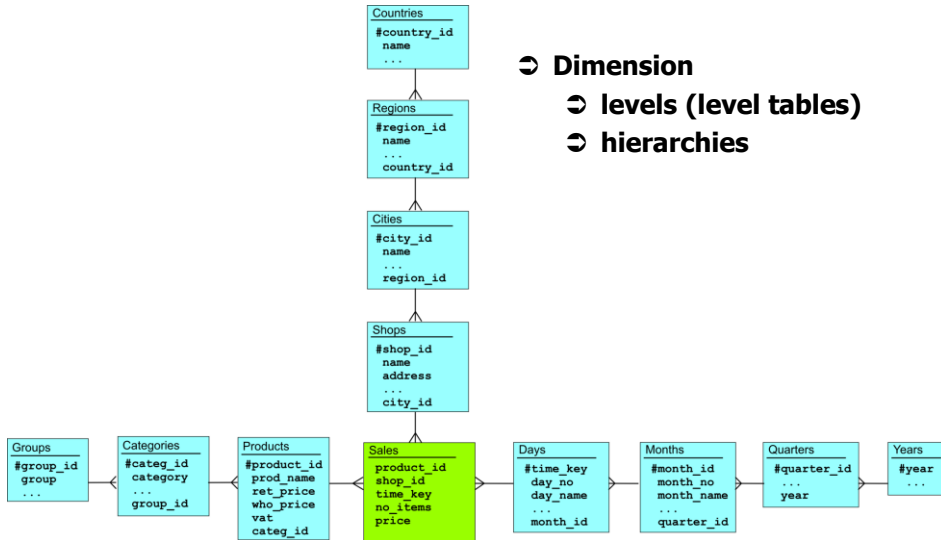 Countries
#country_id
name
...
➲ Dimension
➲ levels (level tables)
➲ hierarchies
Regions
#region_id
name
...
country_id
Cities
#city_id
name
...
region_id
Shops
#shop_id
name
address
...
city_id
Groups
#group_id
group
...
Categories
#categ_id
category
...
group_id
Products
#product_id
prod_name
ret_price
who_price
vat
categ_id
Sales
product_id
shop_id
time_key
no_items
price
Days
#time_key
day_no
day_name
...
month_id
Months
#month_id
month_no
month_name
...
quarter_id
Quarters
#quarter_id
...
year
Years
#year
...